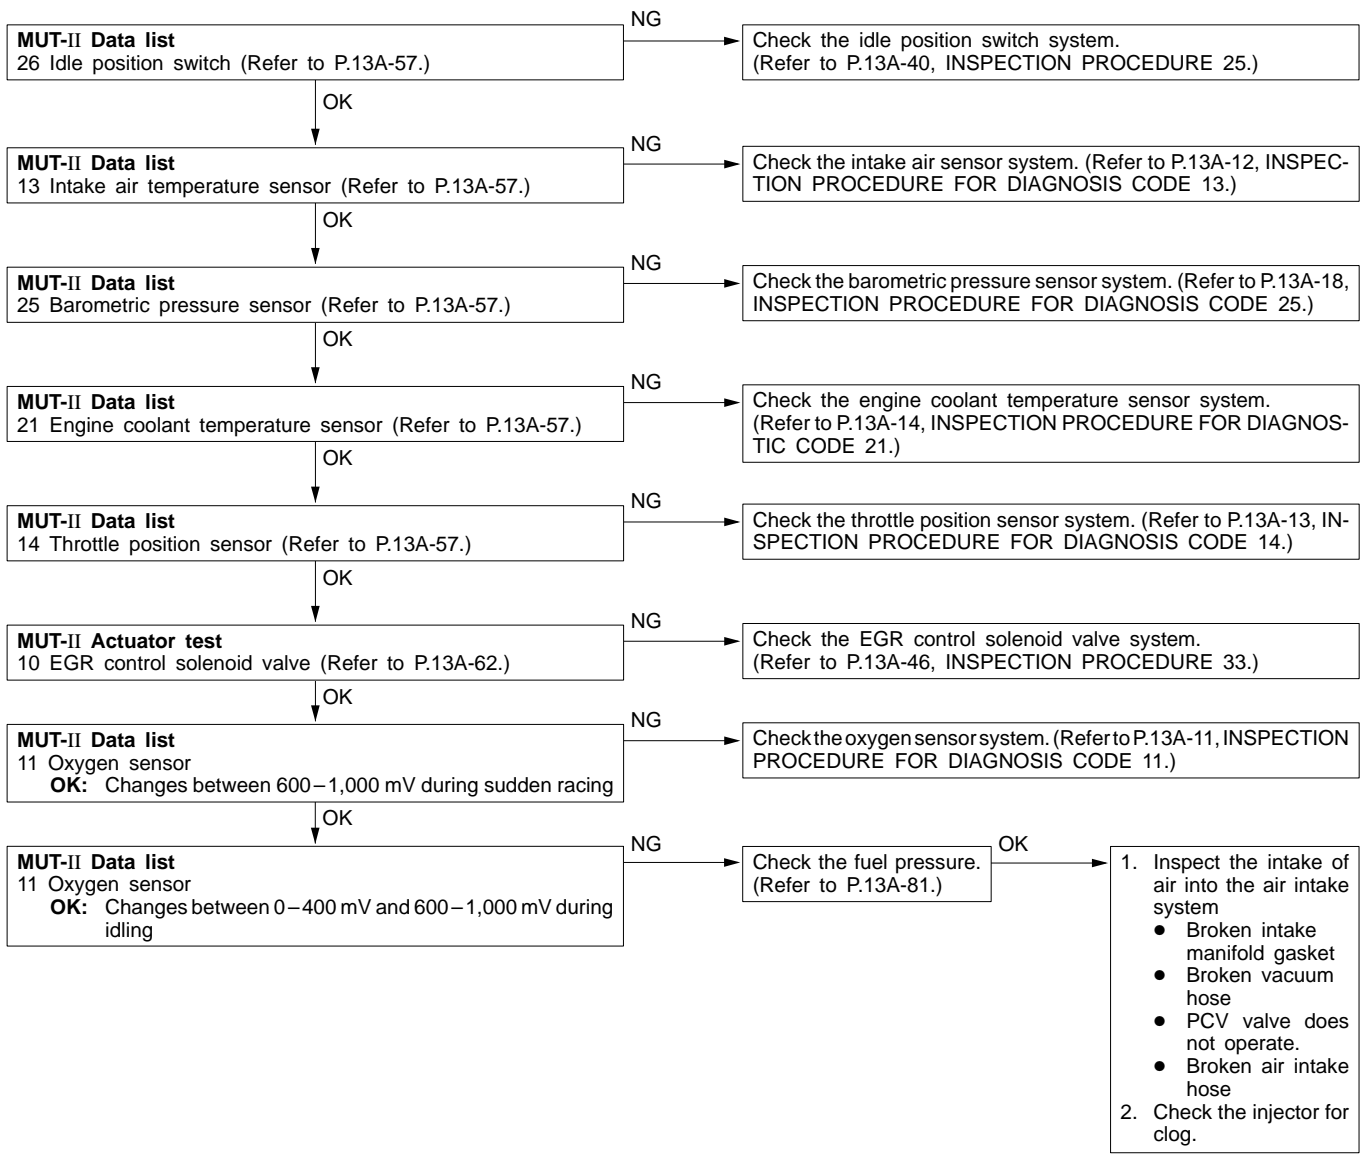 NG
MUT-II Data list
26 Idle position switch (Refer to P.13A-57.)
Check the idle position switch system.
(Refer to P.13A-40, INSPECTION PROCEDURE 25.)
OK
NG
MUT-II Data list
13 Intake air temperature sensor (Refer to P.13A-57.)
Check the intake air sensor system. (Refer to P.13A-12, INSPEC-
TION PROCEDURE FOR DIAGNOSIS CODE 13.)
OK
NG
MUT-II Data list
25 Barometric pressure sensor (Refer to P.13A-57.)
Check the barometric pressure sensor system. (Refer to P.13A-18,
INSPECTION PROCEDURE FOR DIAGNOSIS CODE 25.)
OK
NG
MUT-II Data list
21 Engine coolant temperature sensor (Refer to P.13A-57.)
Check the engine coolant temperature sensor system.
(Refer to P.13A-14, INSPECTION PROCEDURE FOR DIAGNOS-
TIC CODE 21.)
OK
NG
MUT-II Data list
14 Throttle position sensor (Refer to P.13A-57.)
Check the throttle position sensor system. (Refer to P.13A-13, IN-
SPECTION PROCEDURE FOR DIAGNOSIS CODE 14.)
OK
NG
MUT-II Actuator test
10 EGR control solenoid valve (Refer to P.13A-62.)
Check the EGR control solenoid valve system.
(Refer to P.13A-46, INSPECTION PROCEDURE 33.)
OK
NG
MUT-II Data list
11 Oxygen sensor
OK: Changes between 600–1,000 mV during sudden racing
Check the oxygen sensor system. (Refer to P.13A-11, INSPECTION
PROCEDURE FOR DIAGNOSIS CODE 11.)
OK
NG
MUT-II Data list
11 Oxygen sensor
OK: Changes between 0–400 mV and 600–1,000 mV during
idling
Check the fuel pressure.
(Refer to P.13A-81.)
OK
1. Inspect the intake of
air into the air intake
system
● Broken intake
manifold gasket
● Broken vacuum
hose
● PCV valve does
not operate.
● Broken air intake
hose
2. Check the injector for
clog.